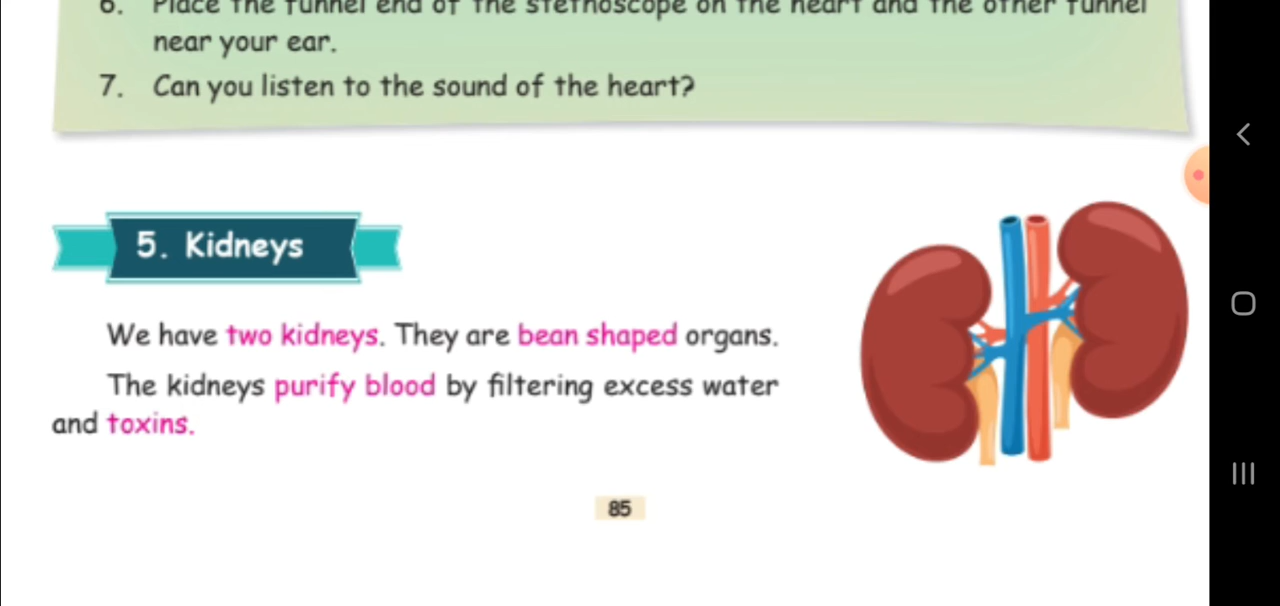 6. Place the funnel end of the stethoscope on the heart and the other funnel
near your ear.
7. Can you listen to the sound of the heart?
5. Kidneys
We have two kidneys. They are bean shaped organs.
The kidneys purify blood by filtering excess water
and toxins.
85